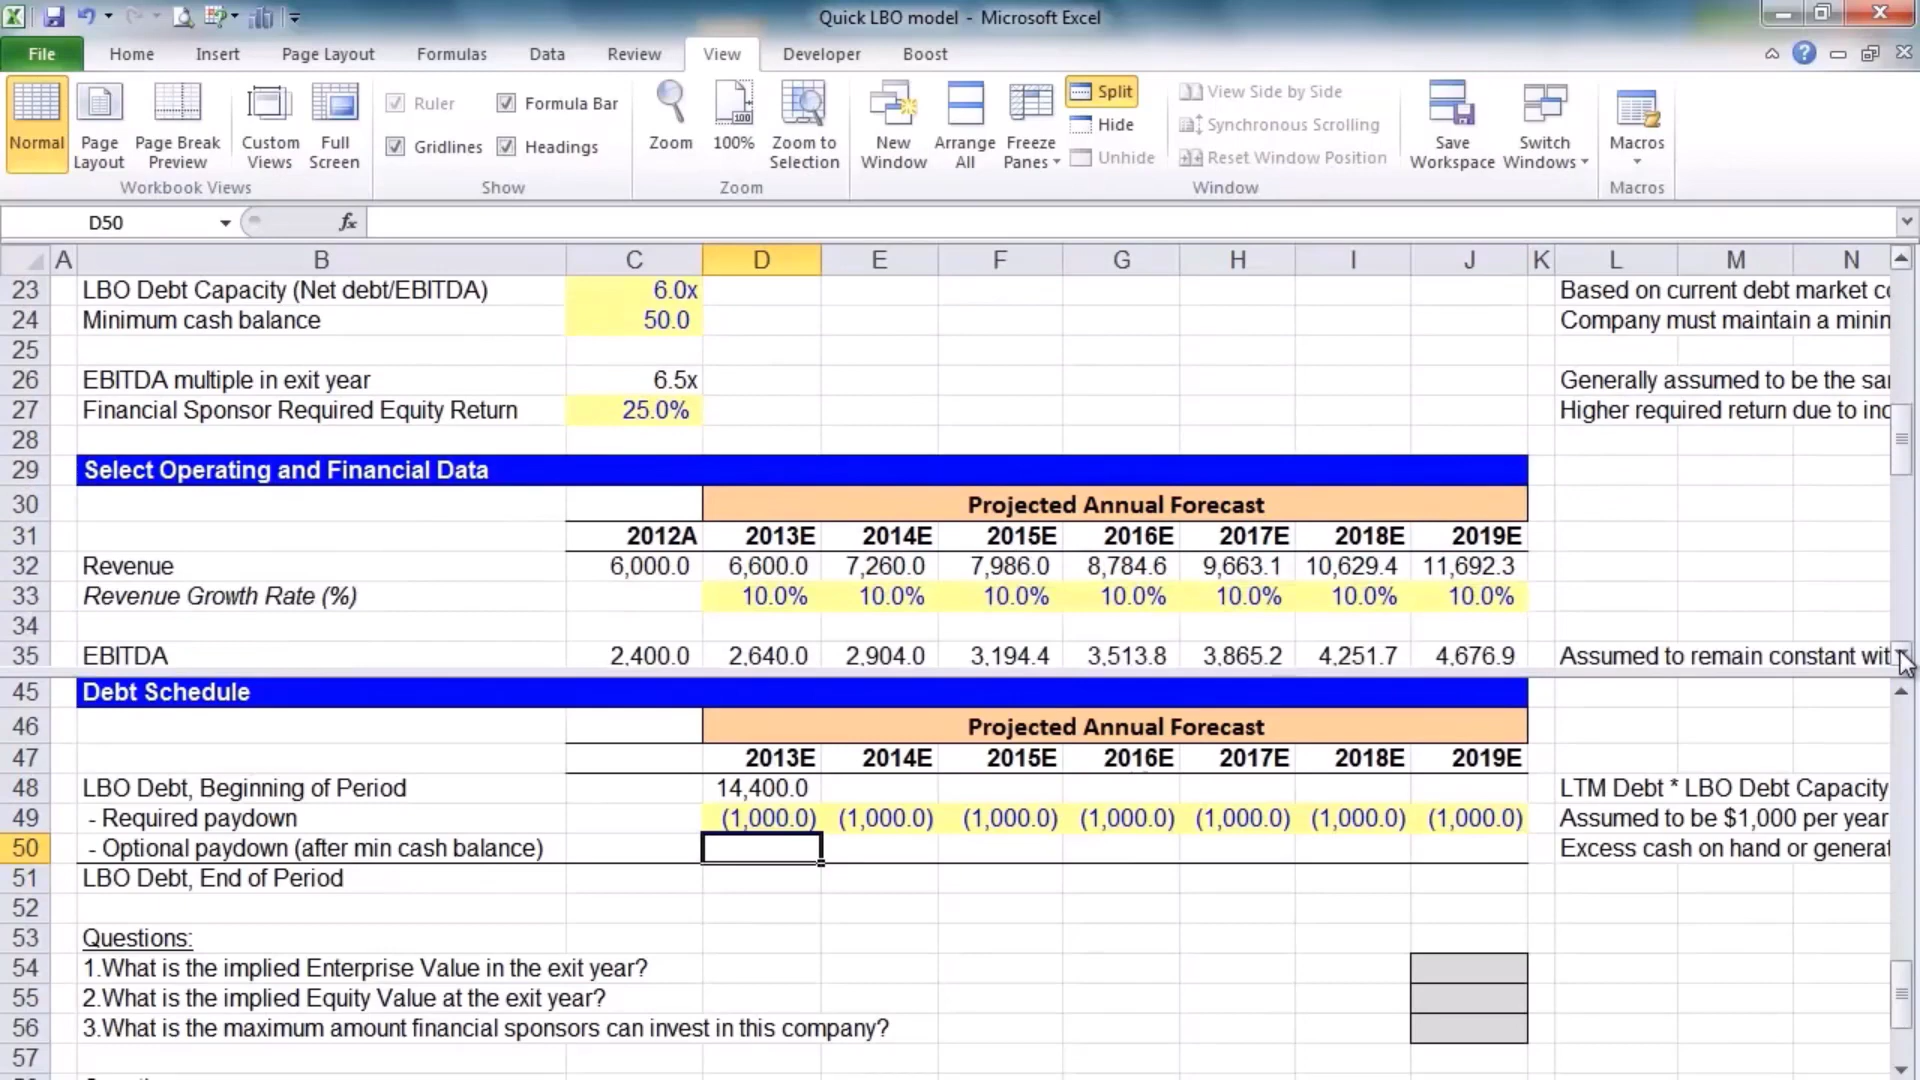 Quick LBO model - Microsoft Excel
File Home Insert Page Layout Formulas Data Review View Developer Boost
Normal
Page Layout
Page Break Preview
Custom Views
Full Screen
Workbook Views
Ruler
Formula Bar
Gridlines
Headings
Show
Zoom
100%
Zoom to Selection
Zoom
New Window
Arrange All
Freeze Panes
Split
Hide
Unhide
View Side by Side
Synchronous Scrolling
Reset Window Position
Window
Save Workspace
Switch Windows
Macros
Macros
D50 fx
A B C D E F G H I J K L M N
23 LBO Debt Capacity (Net debt/EBITDA) 6.0x Based on current debt market c
24 Minimum cash balance 50.0 Company must maintain a minin
25
26 EBITDA multiple in exit year 6.5x Generally assumed to be the sa
27 Financial Sponsor Required Equity Return 25.0% Higher required return due to inc
28
29 Select Operating and Financial Data
30 Projected Annual Forecast
31 2012A 2013E 2014E 2015E 2016E 2017E 2018E 2019E
32 Revenue 6,000.0 6,600.0 7,260.0 7,986.0 8,784.6 9,663.1 10,629.4 11,692.3
33 Revenue Growth Rate (%) 10.0% 10.0% 10.0% 10.0% 10.0% 10.0% 10.0%
34
35 EBITDA 2,400.0 2,640.0 2,904.0 3,194.4 3,513.8 3,865.2 4,251.7 4,676.9 Assumed to remain constant wit
45 Debt Schedule
46 Projected Annual Forecast
47 2013E 2014E 2015E 2016E 2017E 2018E 2019E
48 LBO Debt, Beginning of Period 14,400.0 LTM Debt * LBO Debt Capacity
49 - Required paydown (1,000.0) (1,000.0) (1,000.0) (1,000.0) (1,000.0) (1,000.0) (1,000.0) Assumed to be $1,000 per year
50 - Optional paydown (after min cash balance) Excess cash on hand or generat
51 LBO Debt, End of Period
52
53 Questions:
54 1.What is the implied Enterprise Value in the exit year?
55 2.What is the implied Equity Value at the exit year?
56 3.What is the maximum amount financial sponsors can invest in this company?
57